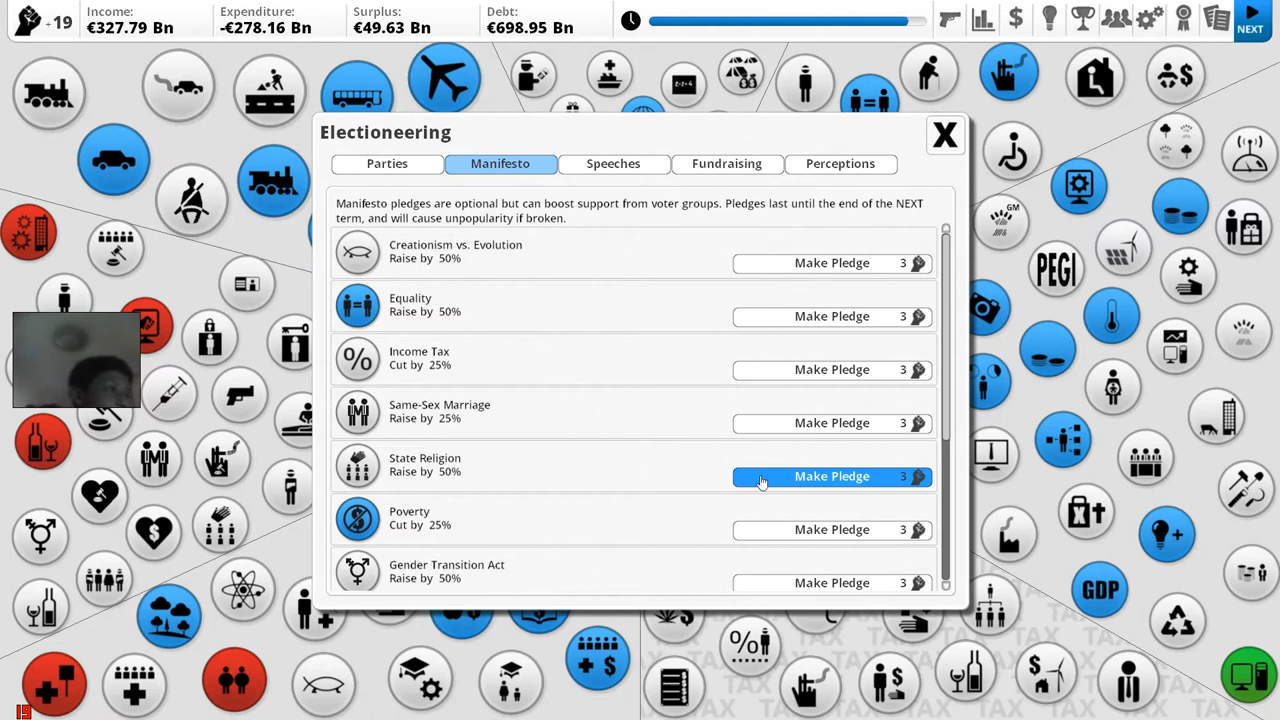 Income: Expenditure: Surplus: Debt:
+19 €327.79 Bn -€278.16 Bn €49.63 Bn €698.95 Bn
NEXT
Electioneering
X
Parties Manifesto Speeches Fundraising Perceptions
Manifesto pledges are optional but can boost support from voter groups. Pledges last until the end of the NEXT
term, and will cause unpopularity if broken.
Creationism vs. Evolution
Raise by 50%
Make Pledge 3
Equality
Raise by 50%
Make Pledge 3
Income Tax
Cut by 25%
Make Pledge 3
Same-Sex Marriage
Raise by 25%
Make Pledge 3
State Religion
Raise by 50%
Make Pledge 3
Poverty
Cut by 25%
Make Pledge 3
Gender Transition Act
Raise by 50%
Make Pledge 3
GM
PEGI
GDP
TAX TAX TAX
19